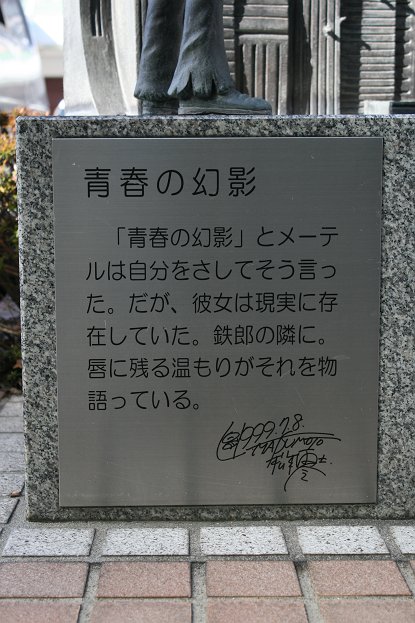 青春の幻影
「青春の幻影」とメーテ
ルは自分をさしてそう言っ
た。だが、彼女は現実に存
在していた。鉄郎の隣に。
唇に残る温もりがそれを物
語っている。
1999.7.8.